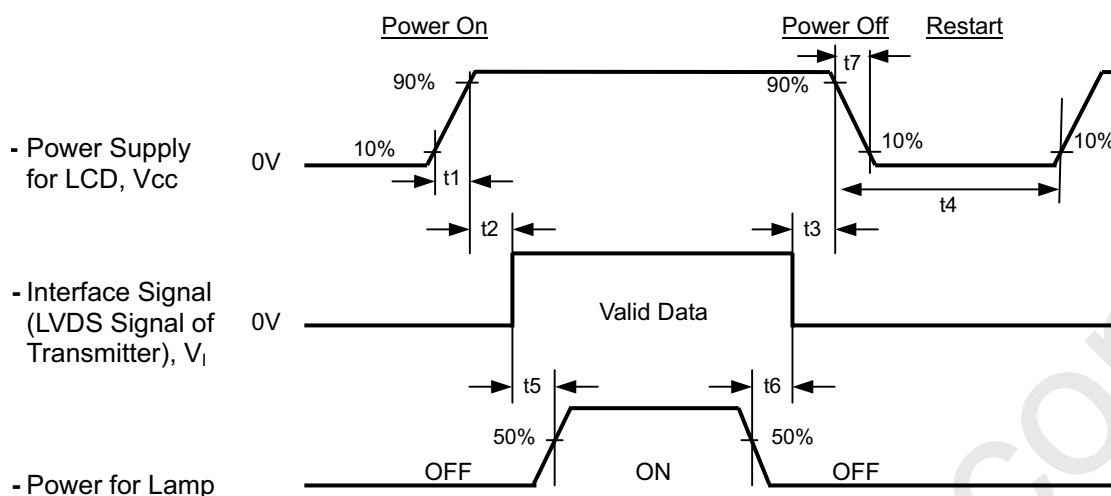 Power On
Power Off
Restart
t7
90%
90%
- Power Supply
for LCD, Vcc
0V
10%
10%
10%
t1
t4
t2
t3
- Interface Signal
(LVDS Signal of
Transmitter), VI
0V
Valid Data
t5
t6
50%
50%
- Power for Lamp
OFF
ON
OFF